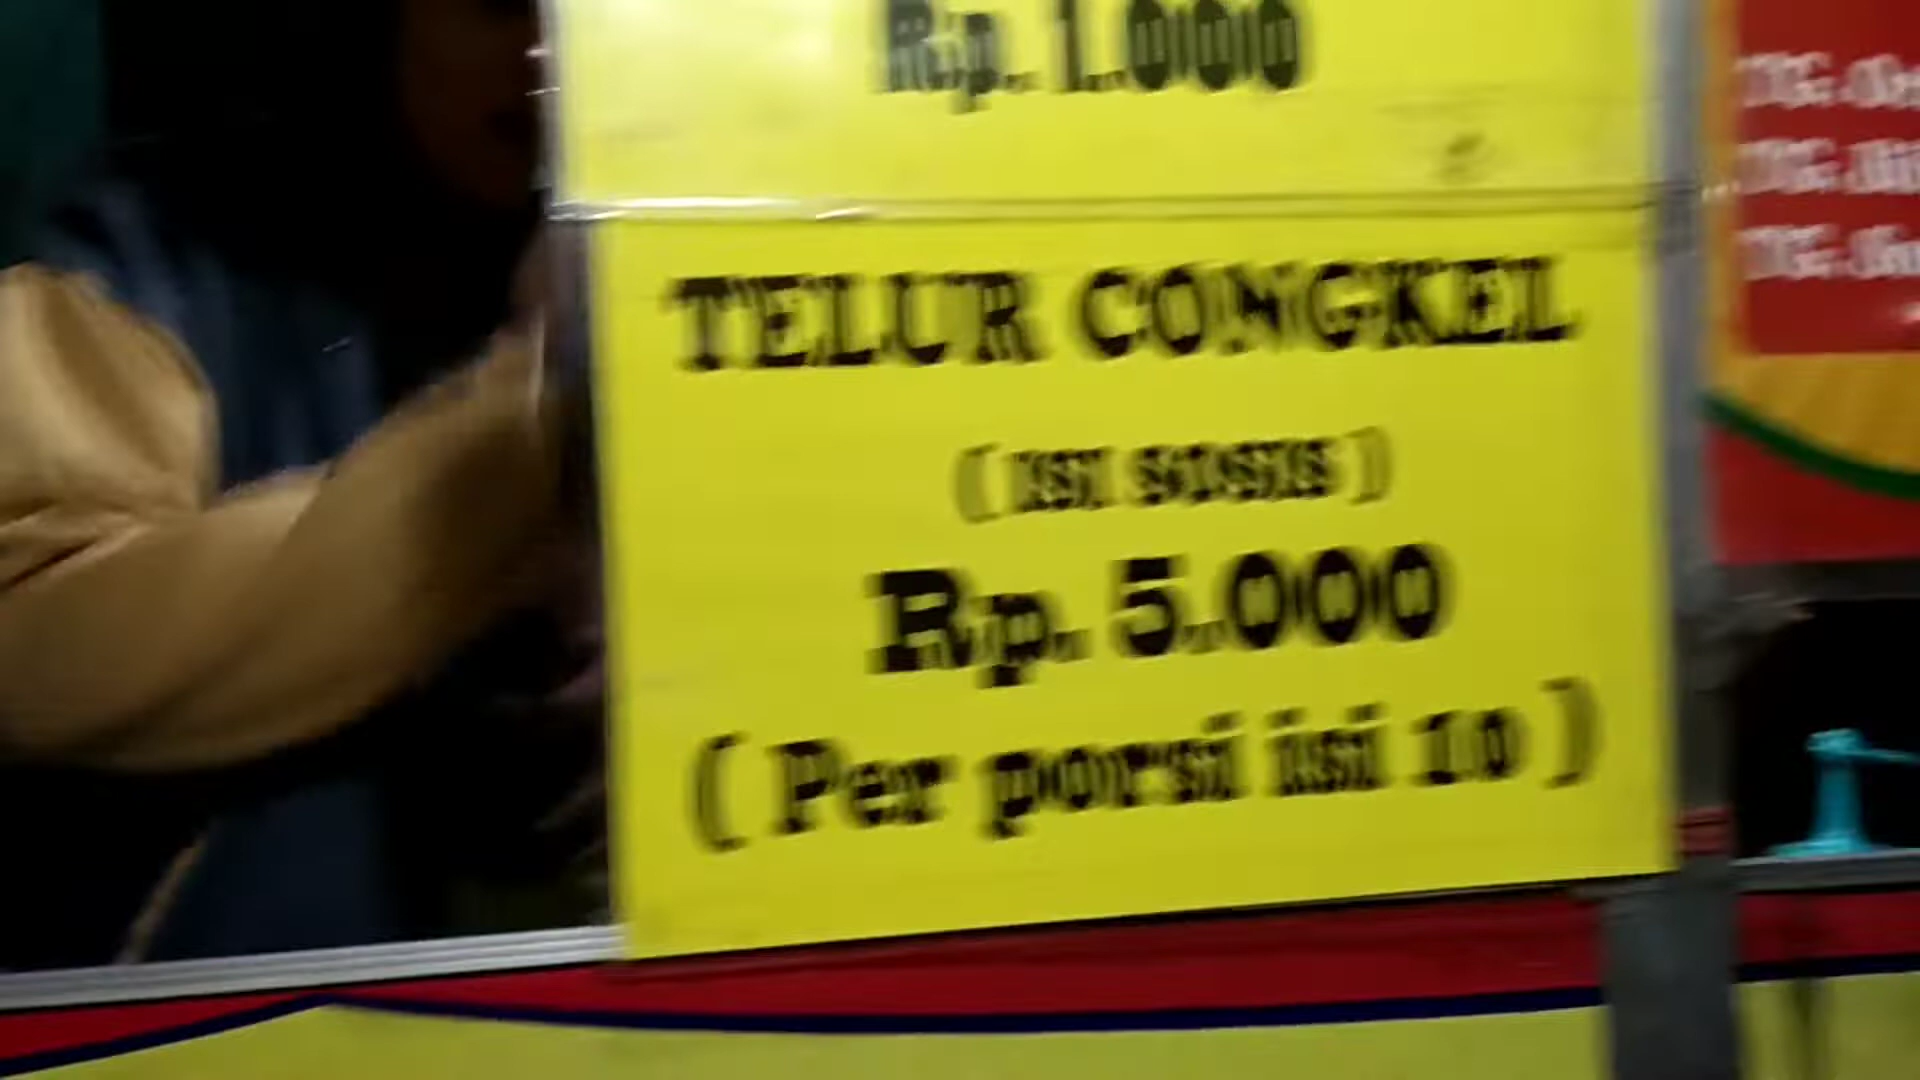 Rp. 1.000
TELUR CONGKEL
( ISI SOSIS )
Rp. 5.000
( Per porsi isi 10 )